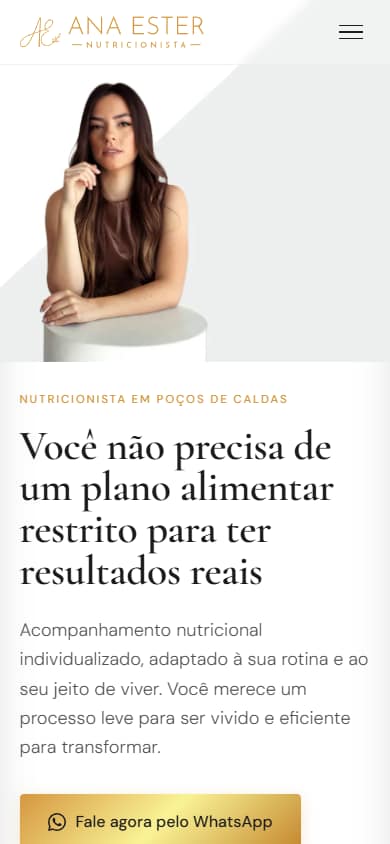 ANA ESTER
NUTRICIONISTA
NUTRICIONISTA EM POÇOS DE CALDAS
Você não precisa de
um plano alimentar
restrito para ter
resultados reais
Acompanhamento nutricional
individualizado, adaptado à sua rotina e ao
seu jeito de viver. Você merece um
processo leve para ser vivido e eficiente
para transformar.
Fale agora pelo WhatsApp